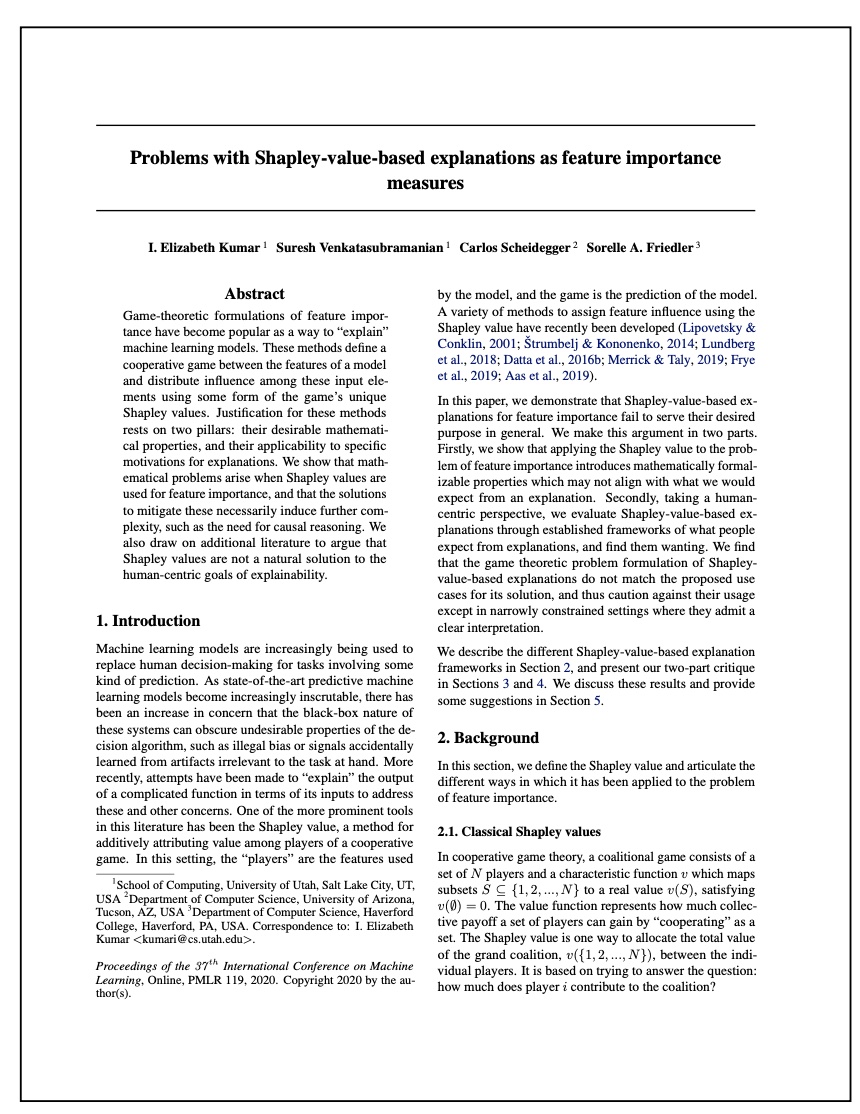 Problems with Shapley-value-based explanations as feature importance
measures
I. Elizabeth Kumar 1 Suresh Venkatasubramanian 1 Carlos Scheidegger 2 Sorelle A. Friedler 3
Abstract
Game-theoretic formulations of feature impor-
tance have become popular as a way to “explain”
machine learning models. These methods define a
cooperative game between the features of a model
and distribute influence among these input ele-
ments using some form of the game’s unique
Shapley values. Justification for these methods
rests on two pillars: their desirable mathemati-
cal properties, and their applicability to specific
motivations for explanations. We show that math-
ematical problems arise when Shapley values are
used for feature importance, and that the solutions
to mitigate these necessarily induce further com-
plexity, such as the need for causal reasoning. We
also draw on additional literature to argue that
Shapley values are not a natural solution to the
human-centric goals of explainability.
1. Introduction
Machine learning models are increasingly being used to
replace human decision-making for tasks involving some
kind of prediction. As state-of-the-art predictive machine
learning models become increasingly inscrutable, there has
been an increase in concern that the black-box nature of
these systems can obscure undesirable properties of the de-
cision algorithm, such as illegal bias or signals accidentally
learned from artifacts irrelevant to the task at hand. More
recently, attempts have been made to “explain” the output
of a complicated function in terms of its inputs to address
these and other concerns. One of the more prominent tools
in this literature has been the Shapley value, a method for
additively attributing value among players of a cooperative
game. In this setting, the “players” are the features used
1School of Computing, University of Utah, Salt Lake City, UT,
USA 2Department of Computer Science, University of Arizona,
Tucson, AZ, USA 3Department of Computer Science, Haverford
College, Haverford, PA, USA. Correspondence to: I. Elizabeth
Kumar <kumari@cs.utah.edu>.
Proceedings of the 37th International Conference on Machine
Learning, Online, PMLR 119, 2020. Copyright 2020 by the au-
thor(s).
by the model, and the game is the prediction of the model.
A variety of methods to assign feature influence using the
Shapley value have recently been developed (Lipovetsky &
Conklin, 2001; Štrumbelj & Kononenko, 2014; Lundberg
et al., 2018; Datta et al., 2016b; Merrick & Taly, 2019; Frye
et al., 2019; Aas et al., 2019).
In this paper, we demonstrate that Shapley-value-based ex-
planations for feature importance fail to serve their desired
purpose in general. We make this argument in two parts.
Firstly, we show that applying the Shapley value to the prob-
lem of feature importance introduces mathematically formal-
izable properties which may not align with what we would
expect from an explanation. Secondly, taking a human-
centric perspective, we evaluate Shapley-value-based ex-
planations through established frameworks of what people
expect from explanations, and find them wanting. We find
that the game theoretic problem formulation of Shapley-
value-based explanations do not match the proposed use
cases for its solution, and thus caution against their usage
except in narrowly constrained settings where they admit a
clear interpretation.
We describe the different Shapley-value-based explanation
frameworks in Section 2, and present our two-part critique
in Sections 3 and 4. We discuss these results and provide
some suggestions in Section 5.
2. Background
In this section, we define the Shapley value and articulate the
different ways in which it has been applied to the problem
of feature importance.
2.1. Classical Shapley values
In cooperative game theory, a coalitional game consists of a
set of N players and a characteristic function v which maps
subsets S ⊆ {1, 2, ..., N} to a real value v(S), satisfying
v(∅) = 0. The value function represents how much collec-
tive payoff a set of players can gain by “cooperating” as a
set. The Shapley value is one way to allocate the total value
of the grand coalition, v({1, 2, ..., N}), between the indi-
vidual players. It is based on trying to answer the question:
how much does player i contribute to the coalition?